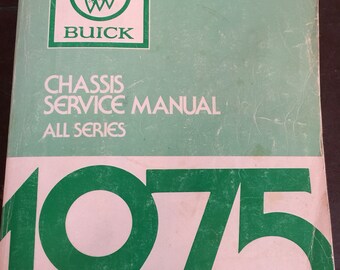 BUICK
CHASSIS
SERVICE MANUAL
ALL SERIES
1975